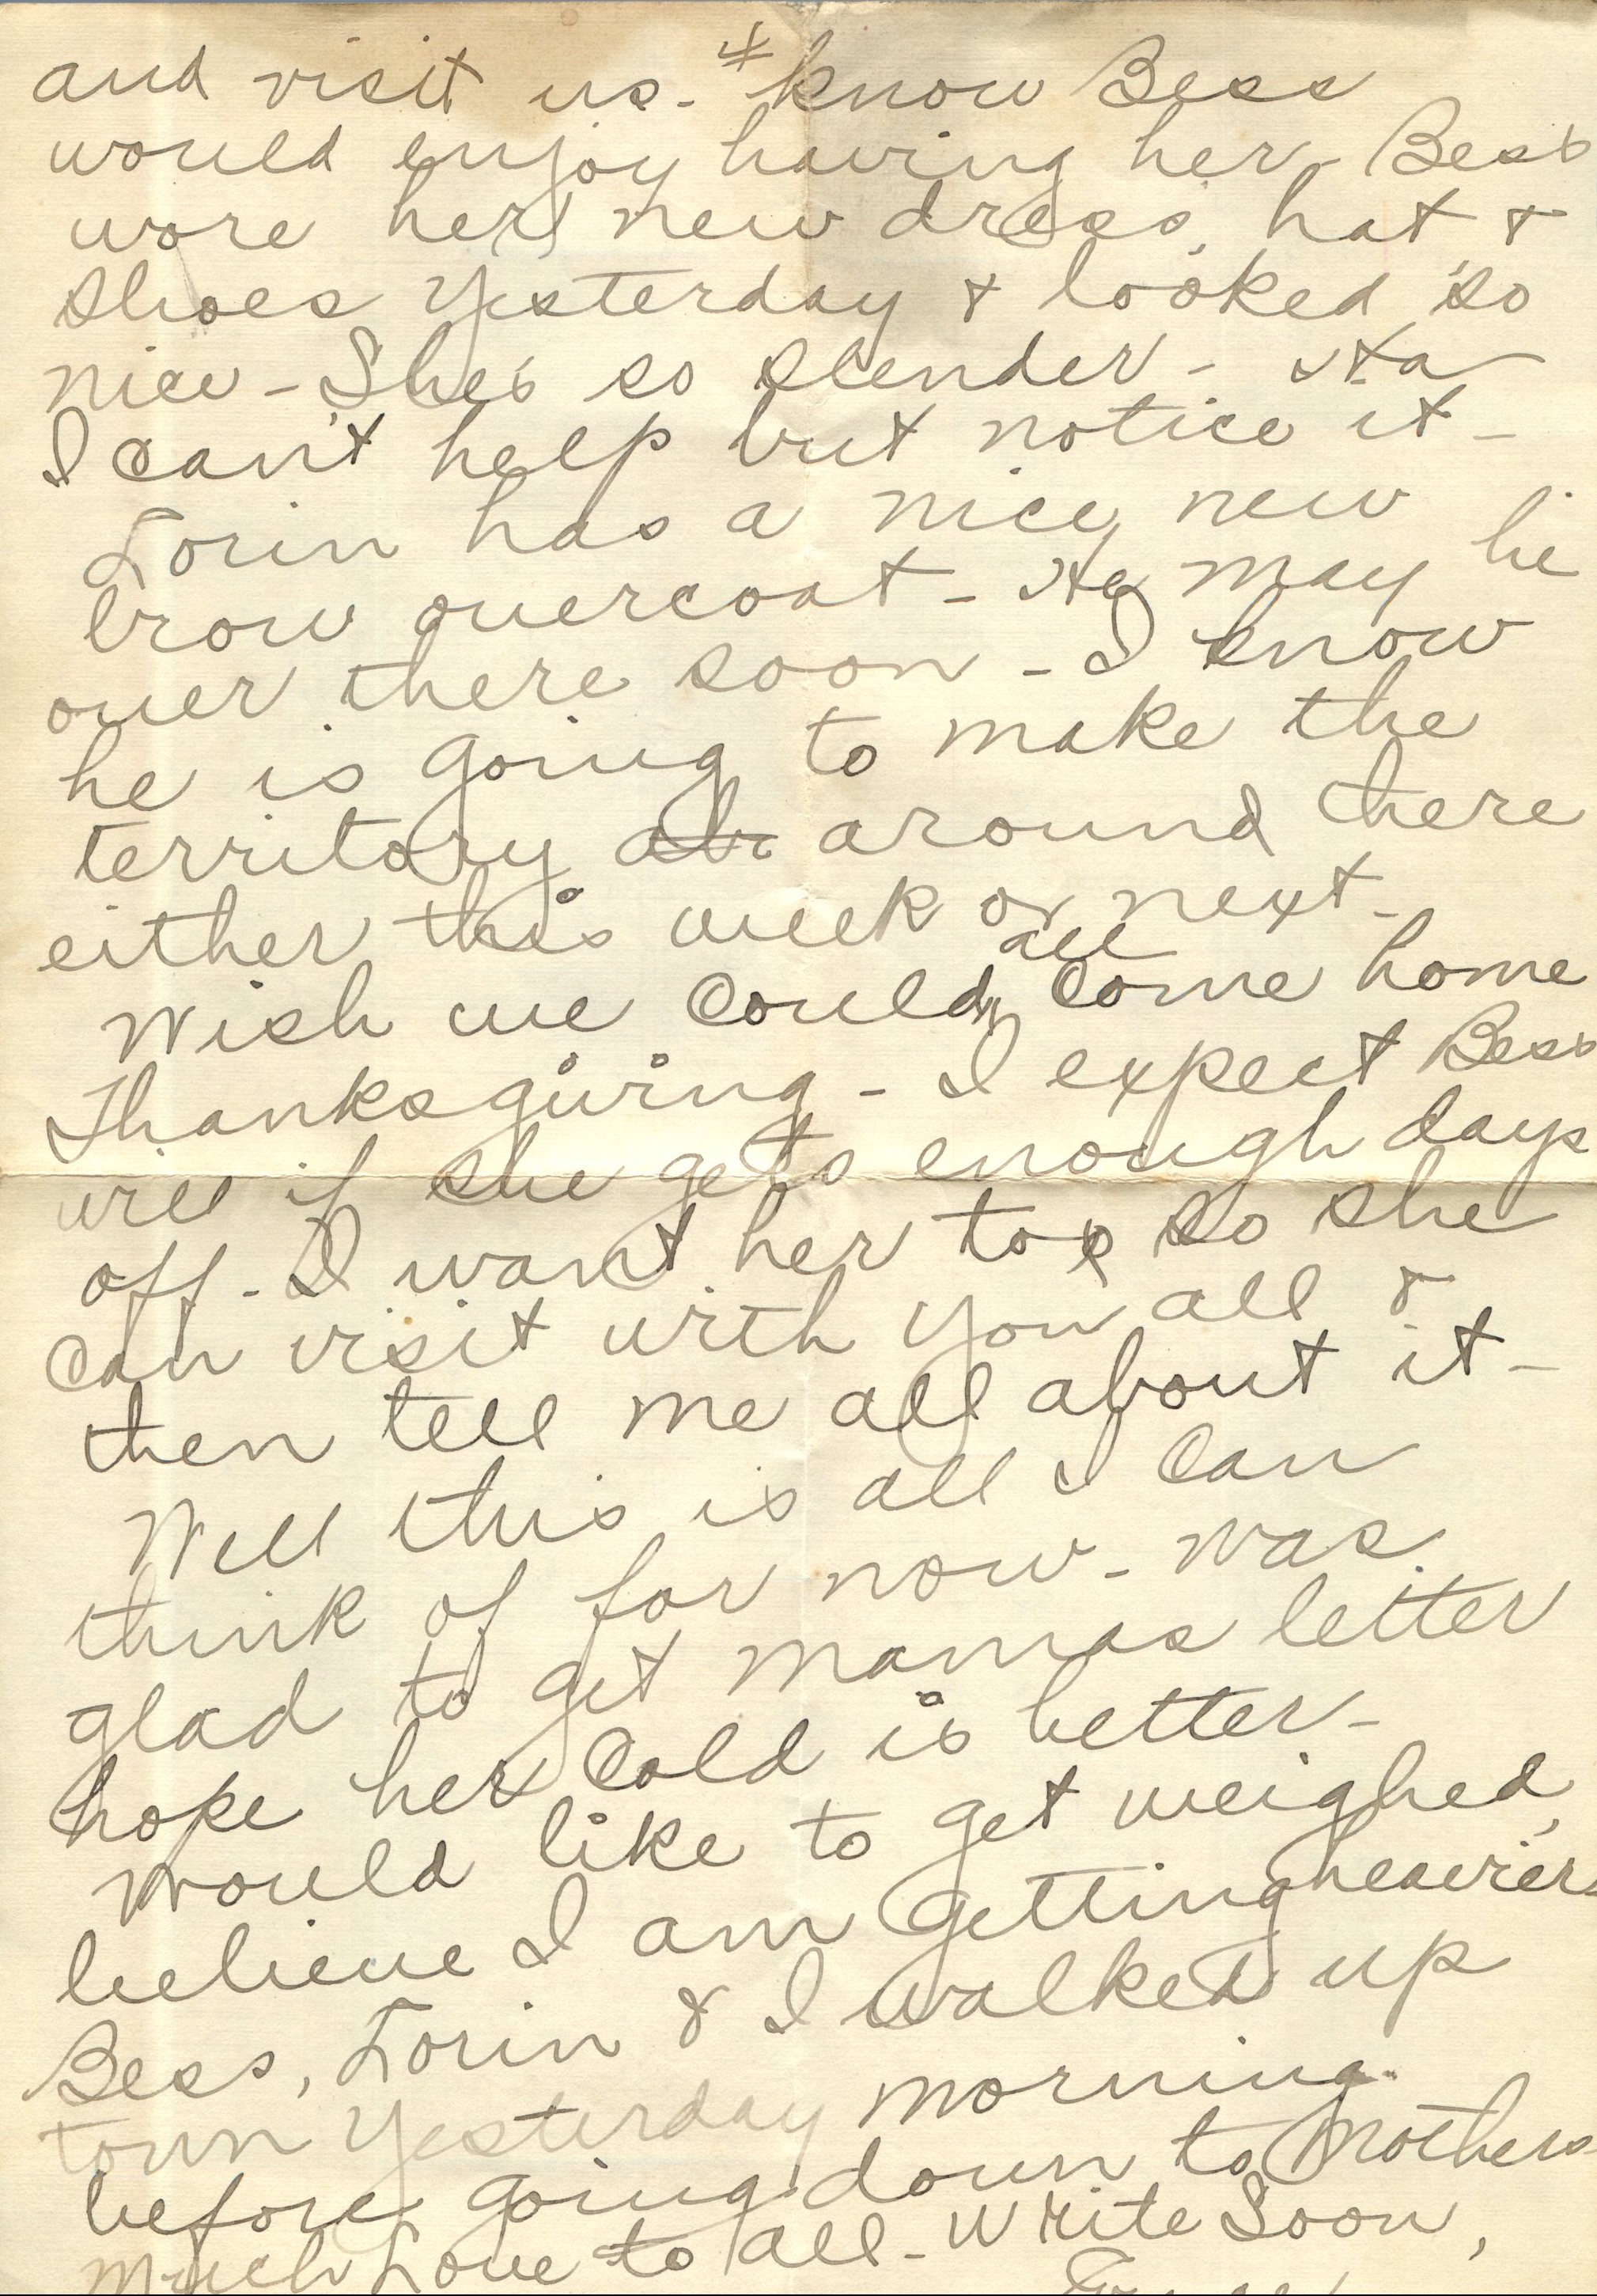 4
and visit us - know Bess
would enjoy having her - Bess
wore her new dress, hat &
shoes yesterday & looked so
nice - She's so slender - Ha
I can't help but notice it -
Lorin has a nice new
brow overcoat - He may be
over there soon - I know
he is going to make the
territory around there
either this week or next -
Wish we could all come home
Thanksgiving - I expect Bess
will if she gets enough days
off - I want her to so she
can visit with you all &
then tell me all about it -
Well this is all I can
think of for now - Was
glad to get Mamas letter
hope her cold is better -
Would like to get weighed,
believe I am getting heavier
Bess, Lorin & I walked up
town yesterday morning
before going down to Mothers
Much Love to all - Write Soon,